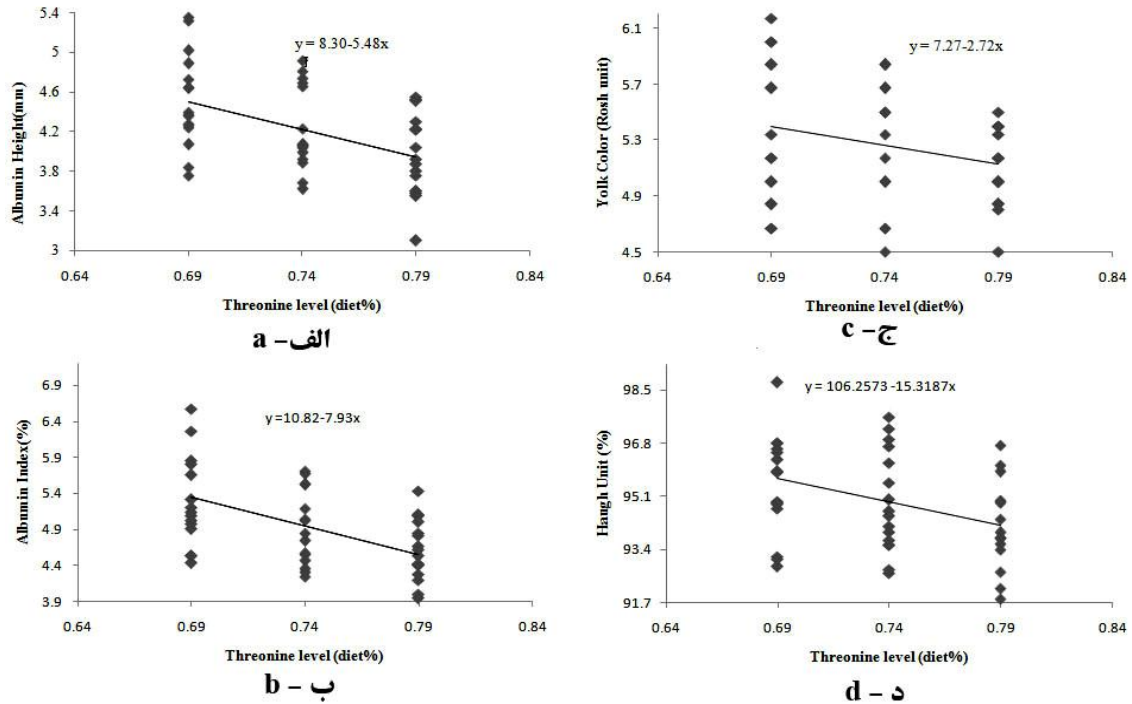 5.4
5
4.6
4.2
3.8
3.4
3
Albumin Height(mm)
y = 8.30-5.48x
0.64 0.69 0.74 0.79 0.84
Threonine level (diet%)
الف- a
6.1
5.7
5.3
4.9
4.5
Yolk Color (Rosh unit)
y = 7.27-2.72x
0.64 0.69 0.74 0.79 0.84
Threonine level (diet%)
ج- c
6.9
6.4
5.9
5.4
4.9
4.4
3.9
Albumin Index(%)
y =10.82-7.93x
0.64 0.69 0.74 0.79 0.84
Threonine level (diet%)
ب - b
98.5
96.8
95.1
93.4
91.7
Haugh Unit (%)
y = 106.2573 -15.3187x
0.64 0.69 0.74 0.79 0.84
Threonine level (diet%)
د - d